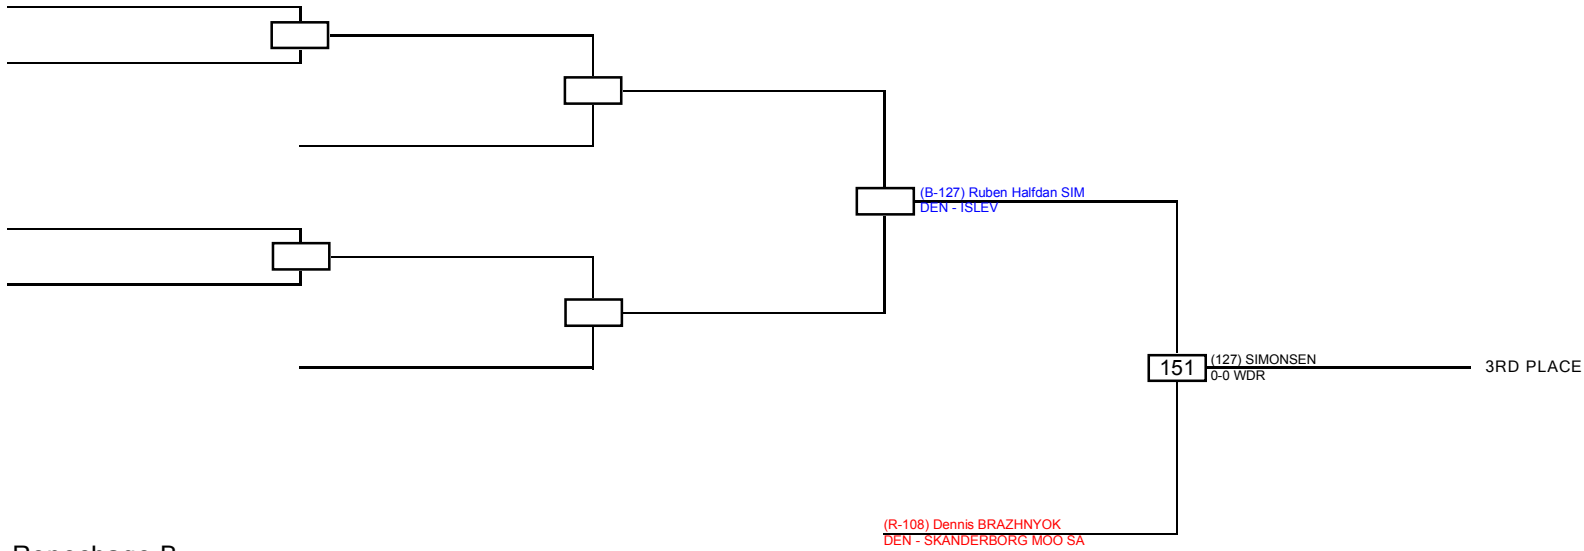 (B-127) Ruben Halfdan SIM
DEN - ISLEV
151
(127) SIMONSEN
0-0 WDR
3RD PLACE
(R-108) Dennis BRAZHNYOK
DEN - SKANDERBORG MOO SA
Repechage B